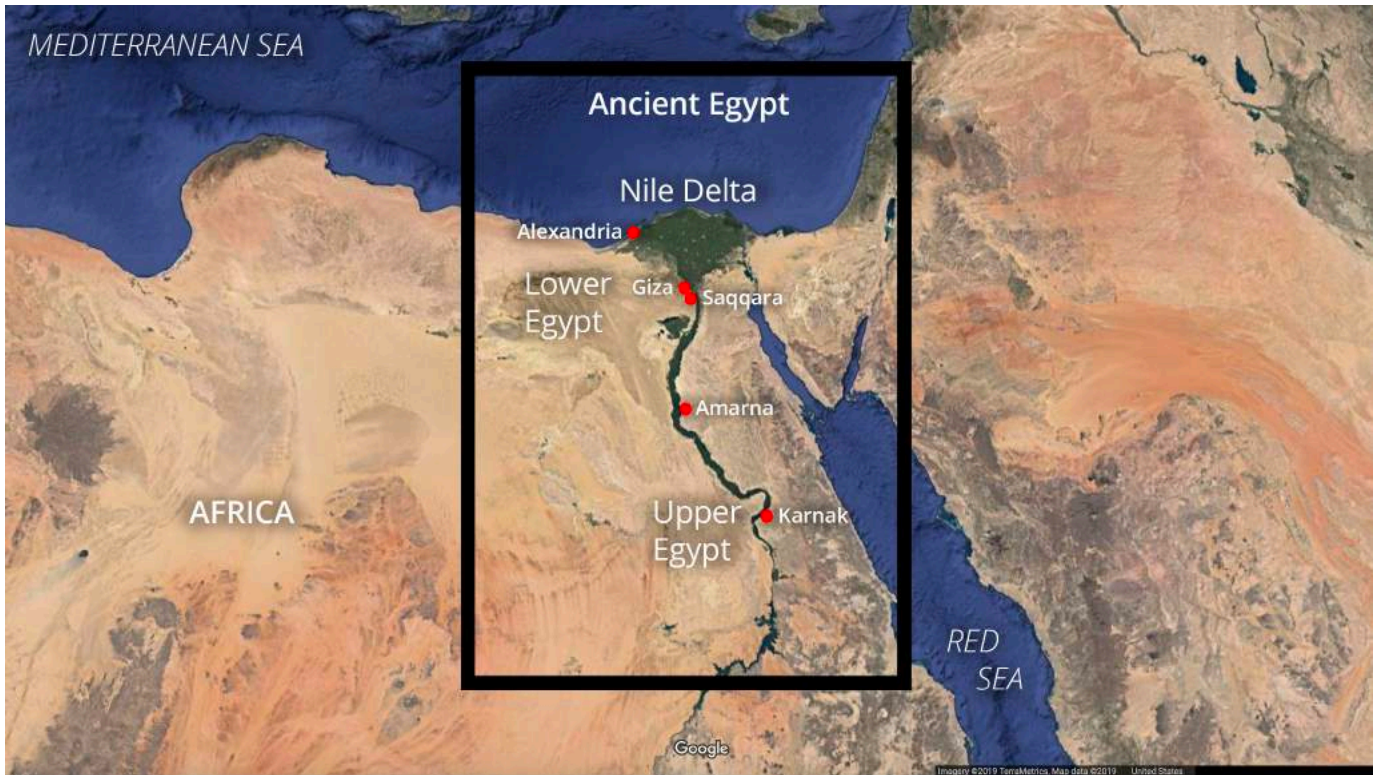 MEDITERRANEAN SEA
Ancient Egypt
Nile Delta
Alexandria
Lower
Egypt
Giza
Saqqara
Amarna
AFRICA
Upper
Egypt
Karnak
RED
SEA
Google
Imagery ©2019 TerraMetrics, Map data ©2019 United States